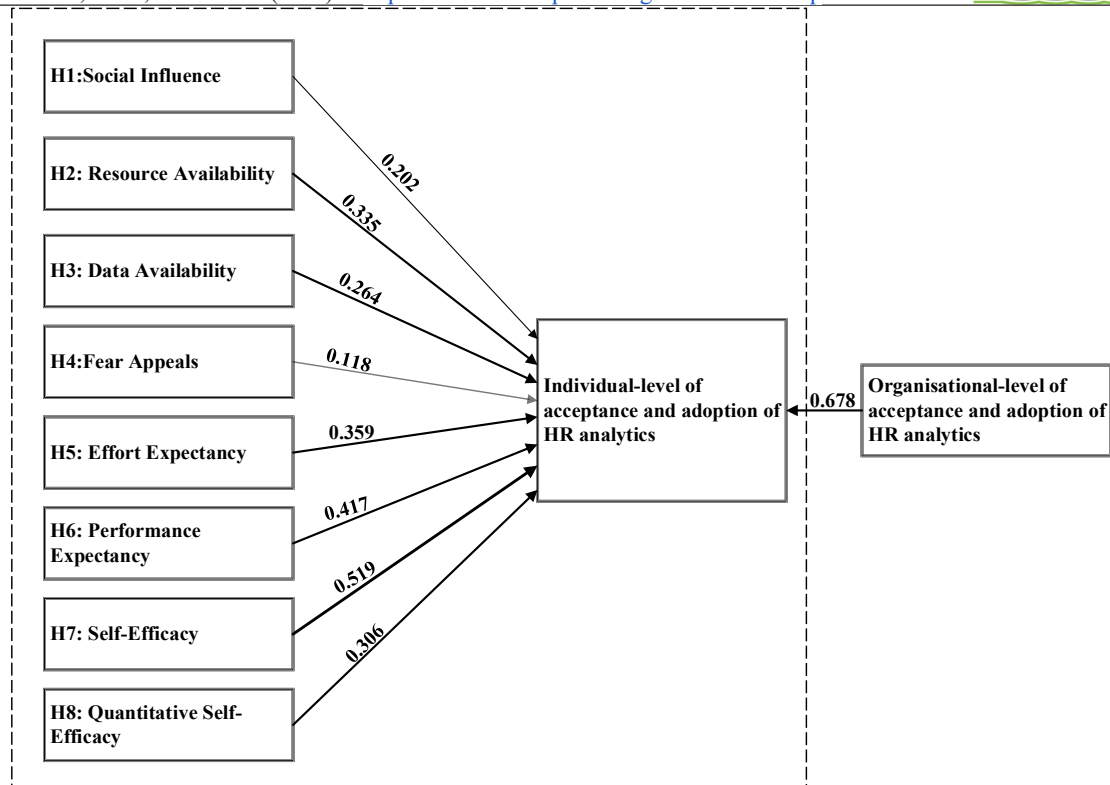 H1:Social Influence
0.202
H2: Resource Availability
0.335
H3: Data Availability
0.264
H4:Fear Appeals
0.118
H5: Effort Expectancy
0.359
H6: Performance
Expectancy
0.417
H7: Self-Efficacy
0.519
H8: Quantitative Self-
Efficacy
0.306
Individual-level of
acceptance and adoption of
HR analytics
0.678
Organisational-level of
acceptance and adoption of
HR analytics